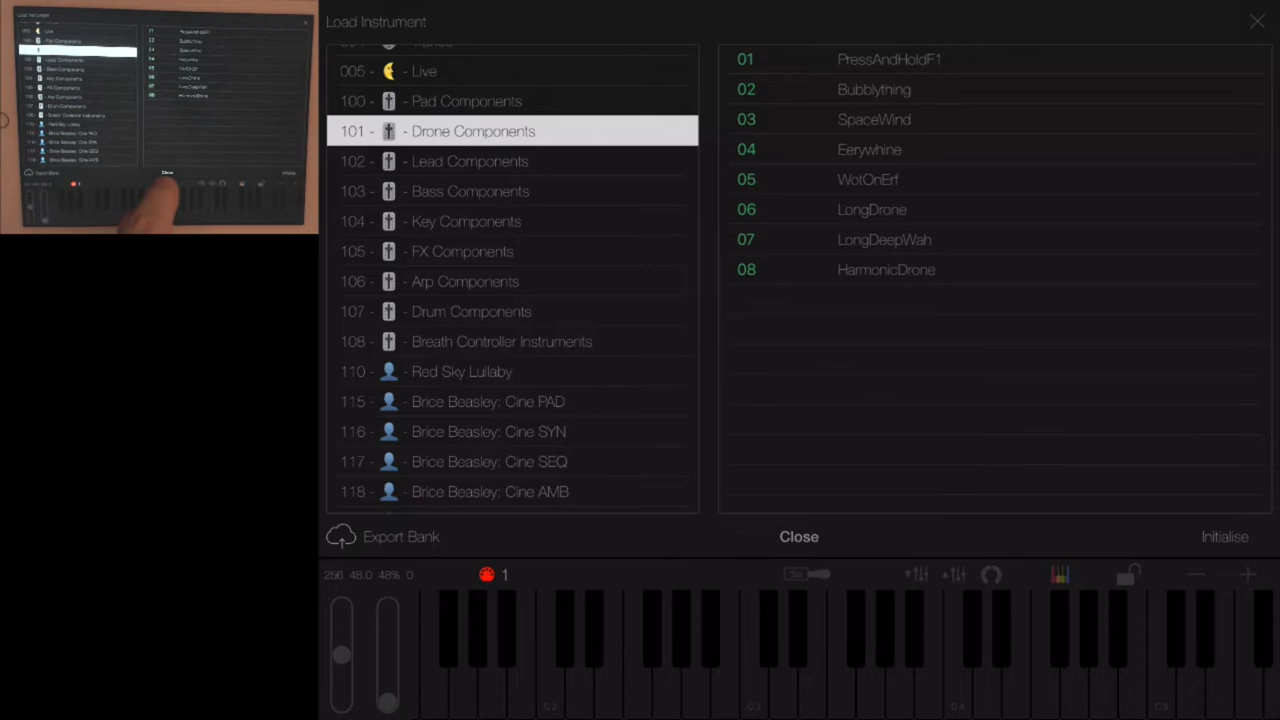 Load Instrument
005 - Live
100 - Pad Components
101 - Drone Components
102 - Lead Components
103 - Bass Components
104 - Key Components
105 - FX Components
106 - Arp Components
107 - Drum Components
108 - Breath Controller Instruments
110 - Red Sky Lullaby
115 - Brice Beasley: Cine PAD
116 - Brice Beasley: Cine SYN
117 - Brice Beasley: Cine SEQ
118 - Brice Beasley: Cine AMB
01 PressAndHoldF1
02 Bubblything
03 SpaceWind
04 Eerywhine
05 WotOnErf
06 LongDrone
07 LongDeepWah
08 HarmonicDrone
Export Bank
Close
Initialise
256 48.0 48% 0
1
C2
C3
C4
C5